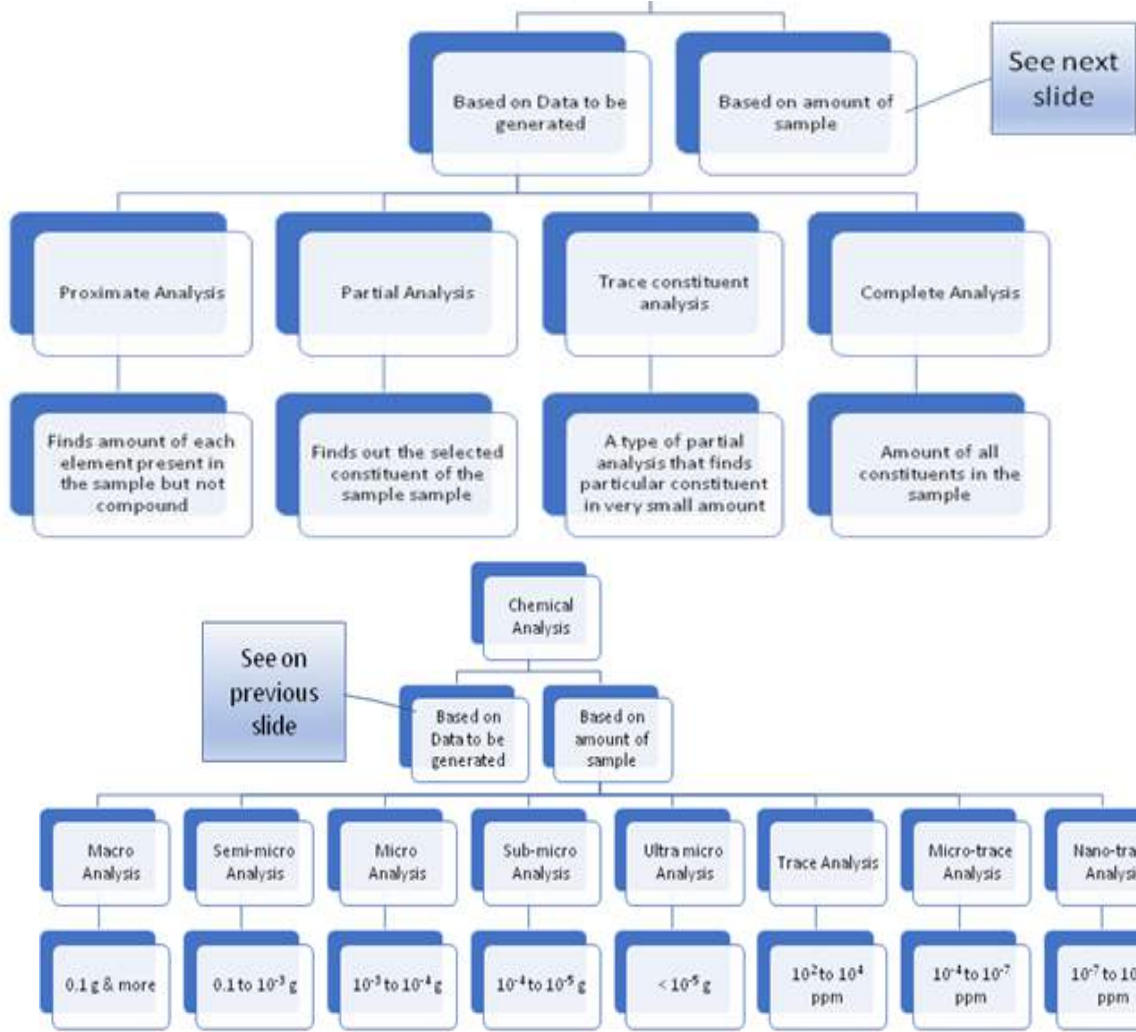 Based on Data to be
generated
Based on amount of
sample
See next
slide
Proximate Analysis
Partial Analysis
Trace constituent
analysis
Complete Analysis
Finds amount of each
element present in
the sample but not
compound
Finds out the selected
constituent of the
sample sample
A type of partial
analysis that finds
particular constituent
in very small amount
Amount of all
constituents in the
sample
Chemical
Analysis
See on
previous
slide
Based on
Data to be
generated
Based on
amount of
sample
Macro
Analysis
Semi-micro
Analysis
Micro
Analysis
Sub-micro
Analysis
Ultra micro
Analysis
Trace Analysis
Micro-trace
Analysis
0.1 g & more
0.1 to 10⁻³ g
10⁻³ to 10⁻⁴ g
10⁻⁴ to 10⁻⁵ g
< 10⁻⁵ g
10² to 10⁴
ppm
10⁻⁴ to 10⁻⁷
ppm
10⁻⁷ to
ppm